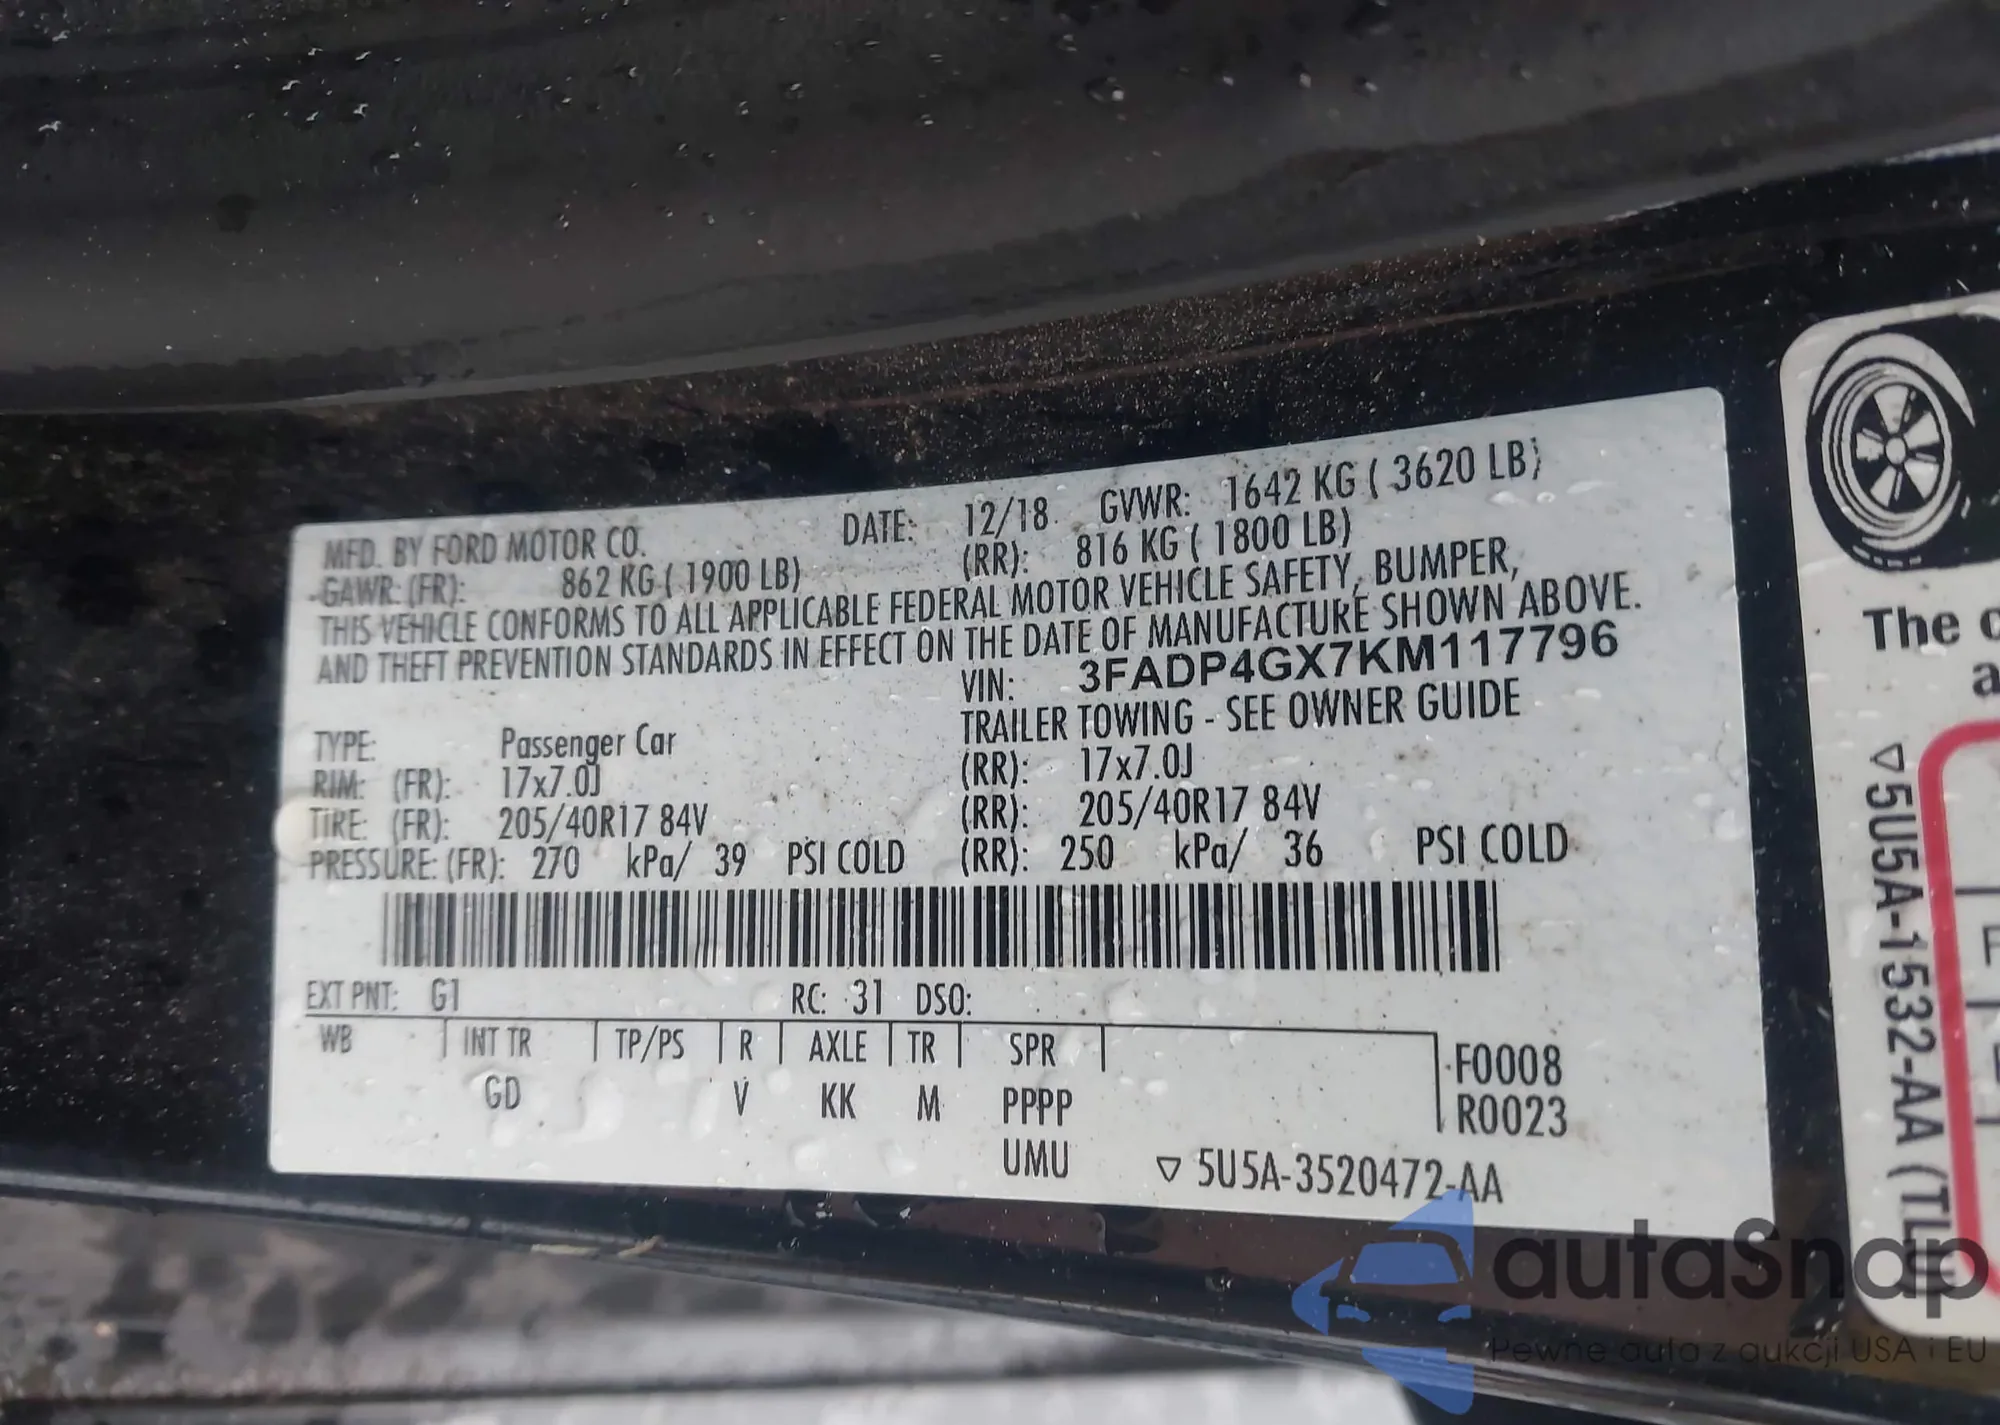 MFD. BY FORD MOTOR CO. DATE: 12/18 GVWR: 1642 KG ( 3620 LB)
GAWR: (FR): 862 KG ( 1900 LB) (RR): 816 KG ( 1800 LB)
THIS VEHICLE CONFORMS TO ALL APPLICABLE FEDERAL MOTOR VEHICLE SAFETY, BUMPER,
AND THEFT PREVENTION STANDARDS IN EFFECT ON THE DATE OF MANUFACTURE SHOWN ABOVE.
VIN: 3FADP4GX7KM117796
TRAILER TOWING - SEE OWNER GUIDE
TYPE: Passenger Car
RIM: (FR): 17x7.0J (RR): 17x7.0J
TIRE: (FR): 205/40R17 84V (RR): 205/40R17 84V
PRESSURE: (FR): 270 kPa/ 39 PSI COLD (RR): 250 kPa/ 36 PSI COLD
EXT PNT: G1 RC: 31 DSO:
WB INT TR TP/PS R AXLE TR SPR F0008
GD V KK M PPPP R0023
UMU ▽ 5U5A-3520472-AA
The
▽5U5A-1532-AA (TL
autaSnap
Pewne auta z aukcji USA i EU